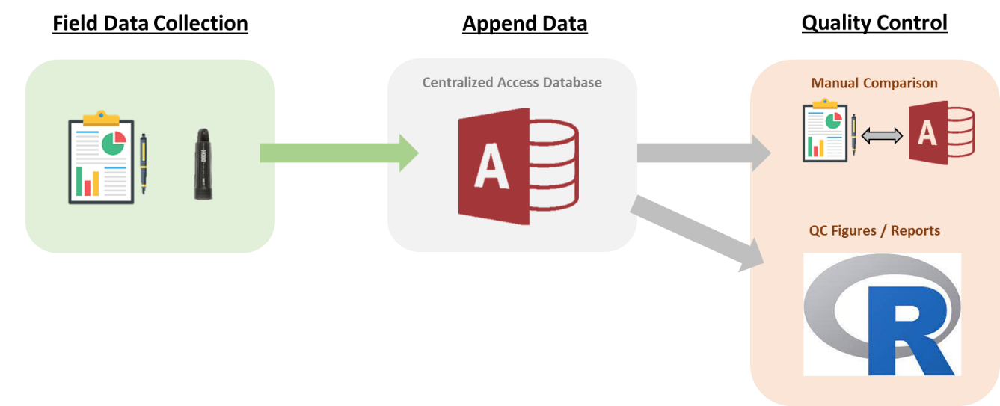 Field Data Collection
Append Data
Quality Control
Centralized Access Database
A
Manual Comparison
A
QC Figures / Reports
R